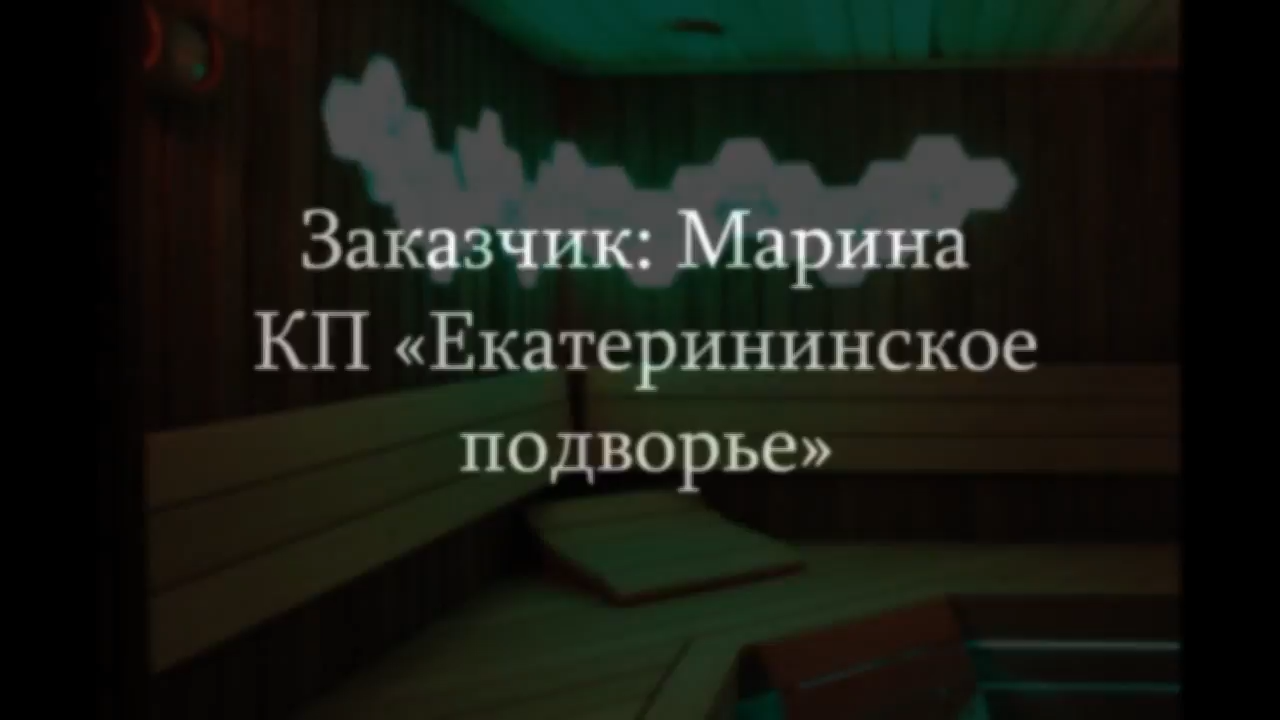 Заказчик: Марина
КП «Екатерининское
подворье»